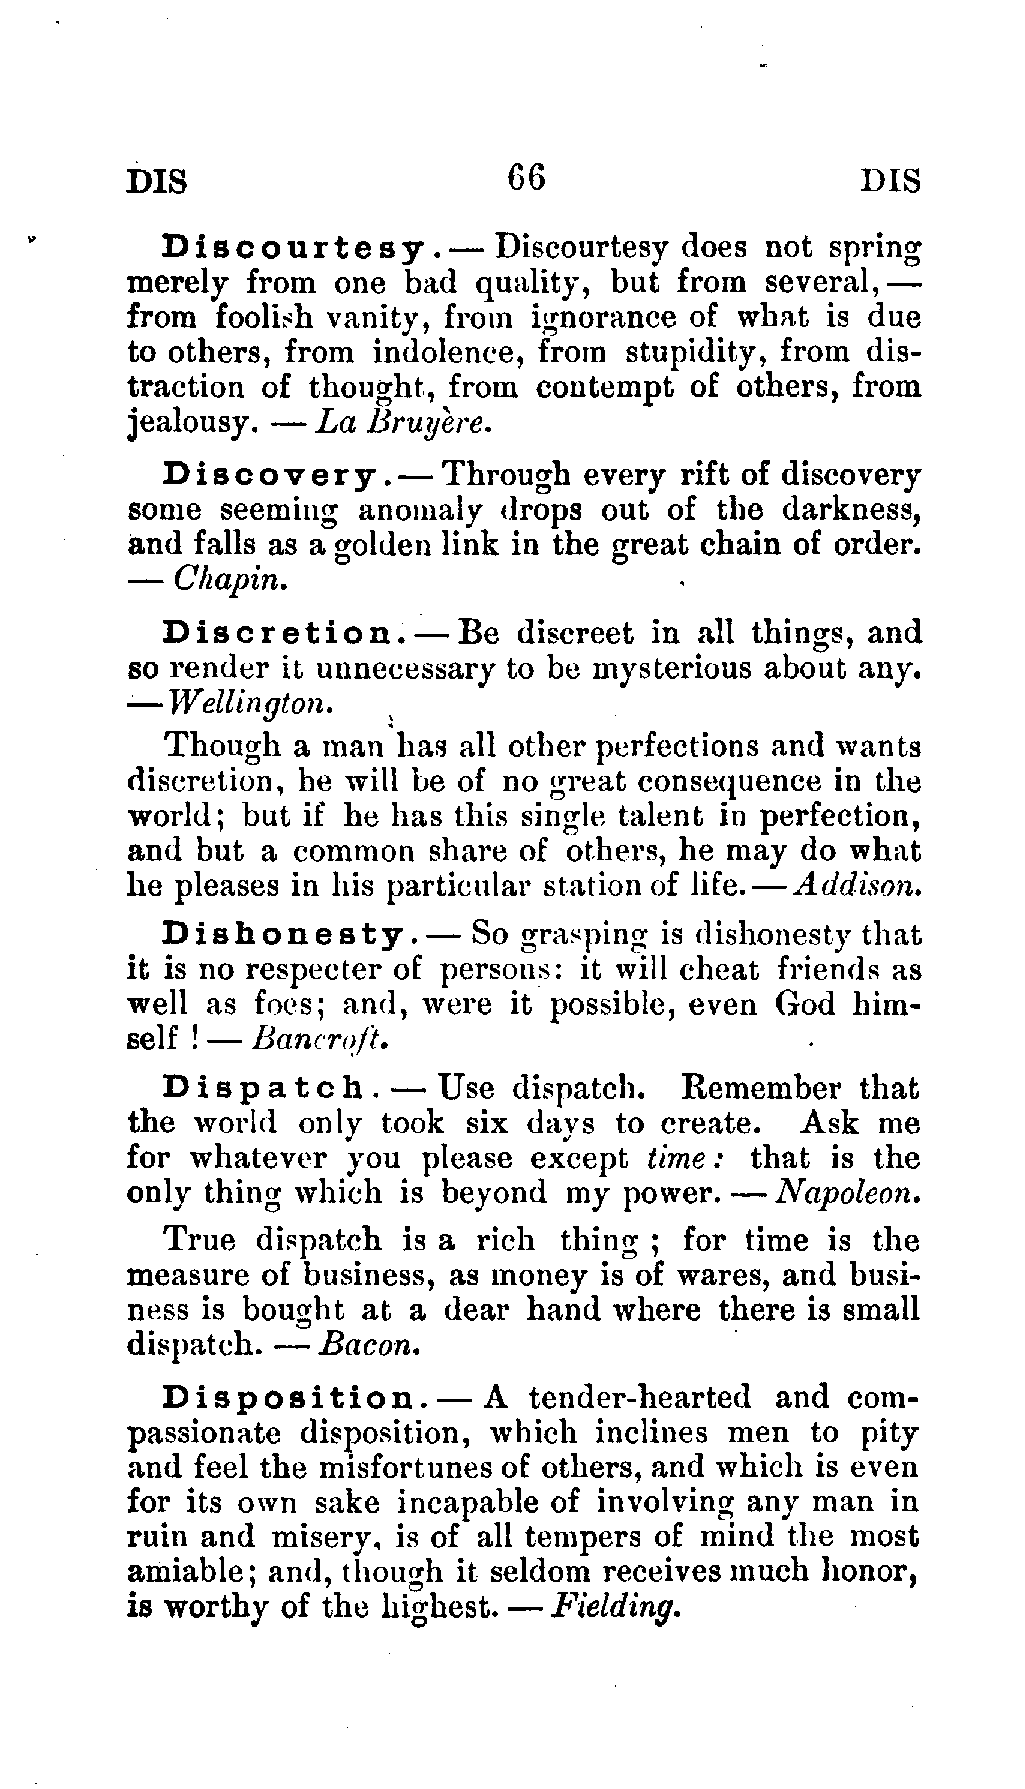 DIS 66 DIS
Discourtesy.— Discourtesy does not spring
merely from one bad quality, but from several,—
from foolish vanity, from ignorance of what is due
to others, from indolence, from stupidity, from dis-
traction of thought, from contempt of others, from
jealousy. — La Bruyère.
Discovery.— Through every rift of discovery
some seeming anomaly drops out of the darkness,
and falls as a golden link in the great chain of order.
— Chapin.
Discretion.— Be discreet in all things, and
so render it unnecessary to be mysterious about any.
— Wellington.
Though a man has all other perfections and wants
discretion, he will be of no great consequence in the
world; but if he has this single talent in perfection,
and but a common share of others, he may do what
he pleases in his particular station of life.— Addison.
Dishonesty.— So grasping is dishonesty that
it is no respecter of persons: it will cheat friends as
well as foes; and, were it possible, even God him-
self ! — Bancroft.
Dispatch. — Use dispatch. Remember that
the world only took six days to create. Ask me
for whatever you please except time: that is the
only thing which is beyond my power. — Napoleon.
True dispatch is a rich thing ; for time is the
measure of business, as money is of wares, and busi-
ness is bought at a dear hand where there is small
dispatch. — Bacon.
Disposition.— A tender-hearted and com-
passionate disposition, which inclines men to pity
and feel the misfortunes of others, and which is even
for its own sake incapable of involving any man in
ruin and misery, is of all tempers of mind the most
amiable; and, though it seldom receives much honor,
is worthy of the highest. — Fielding.